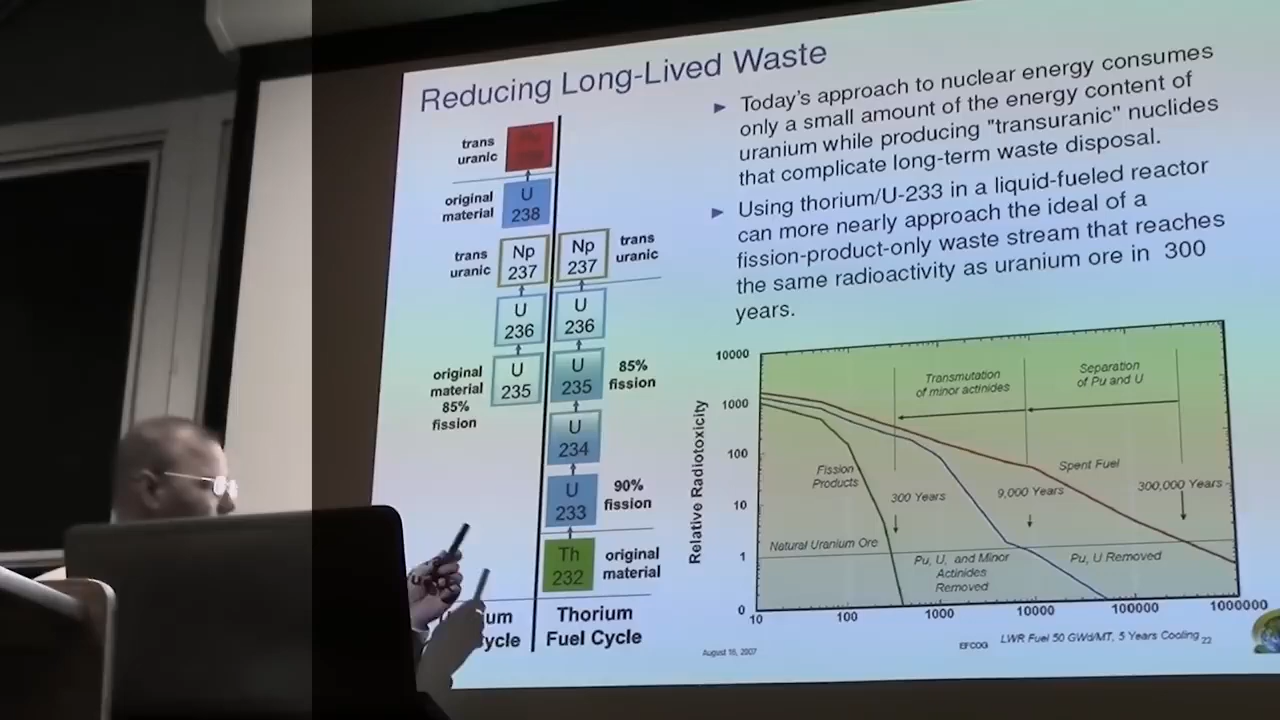 Reducing Long-Lived Waste
trans
uranic
original
material
U
238
trans
uranic
Np
237
Np
237
trans
uranic
U
236
U
236
original
material
85%
fission
U
235
U
235
85%
fission
U
234
U
233
90%
fission
Th
232
original
material
ium
ycle
Thorium
Fuel Cycle
► Today's approach to nuclear energy consumes
only a small amount of the energy content of
uranium while producing "transuranic" nuclides
that complicate long-term waste disposal.
► Using thorium/U-233 in a liquid-fueled reactor
can more nearly approach the ideal of a
fission-product-only waste stream that reaches
the same radioactivity as uranium ore in 300
years.
Relative Radiotoxicity
10000
1000
100
10
1
0
Transmutation
of minor actinides
Separation
of Pu and U
Fission
Products
Spent Fuel
300 Years
9,000 Years
300,000 Years
Natural Uranium Ore
Pu, U, and Minor
Actinides
Removed
Pu, U Removed
10 100 1000 10000 100000 1000000
August 16, 2007
EFCOG
LWR Fuel 50 GWd/MT, 5 Years Cooling
22